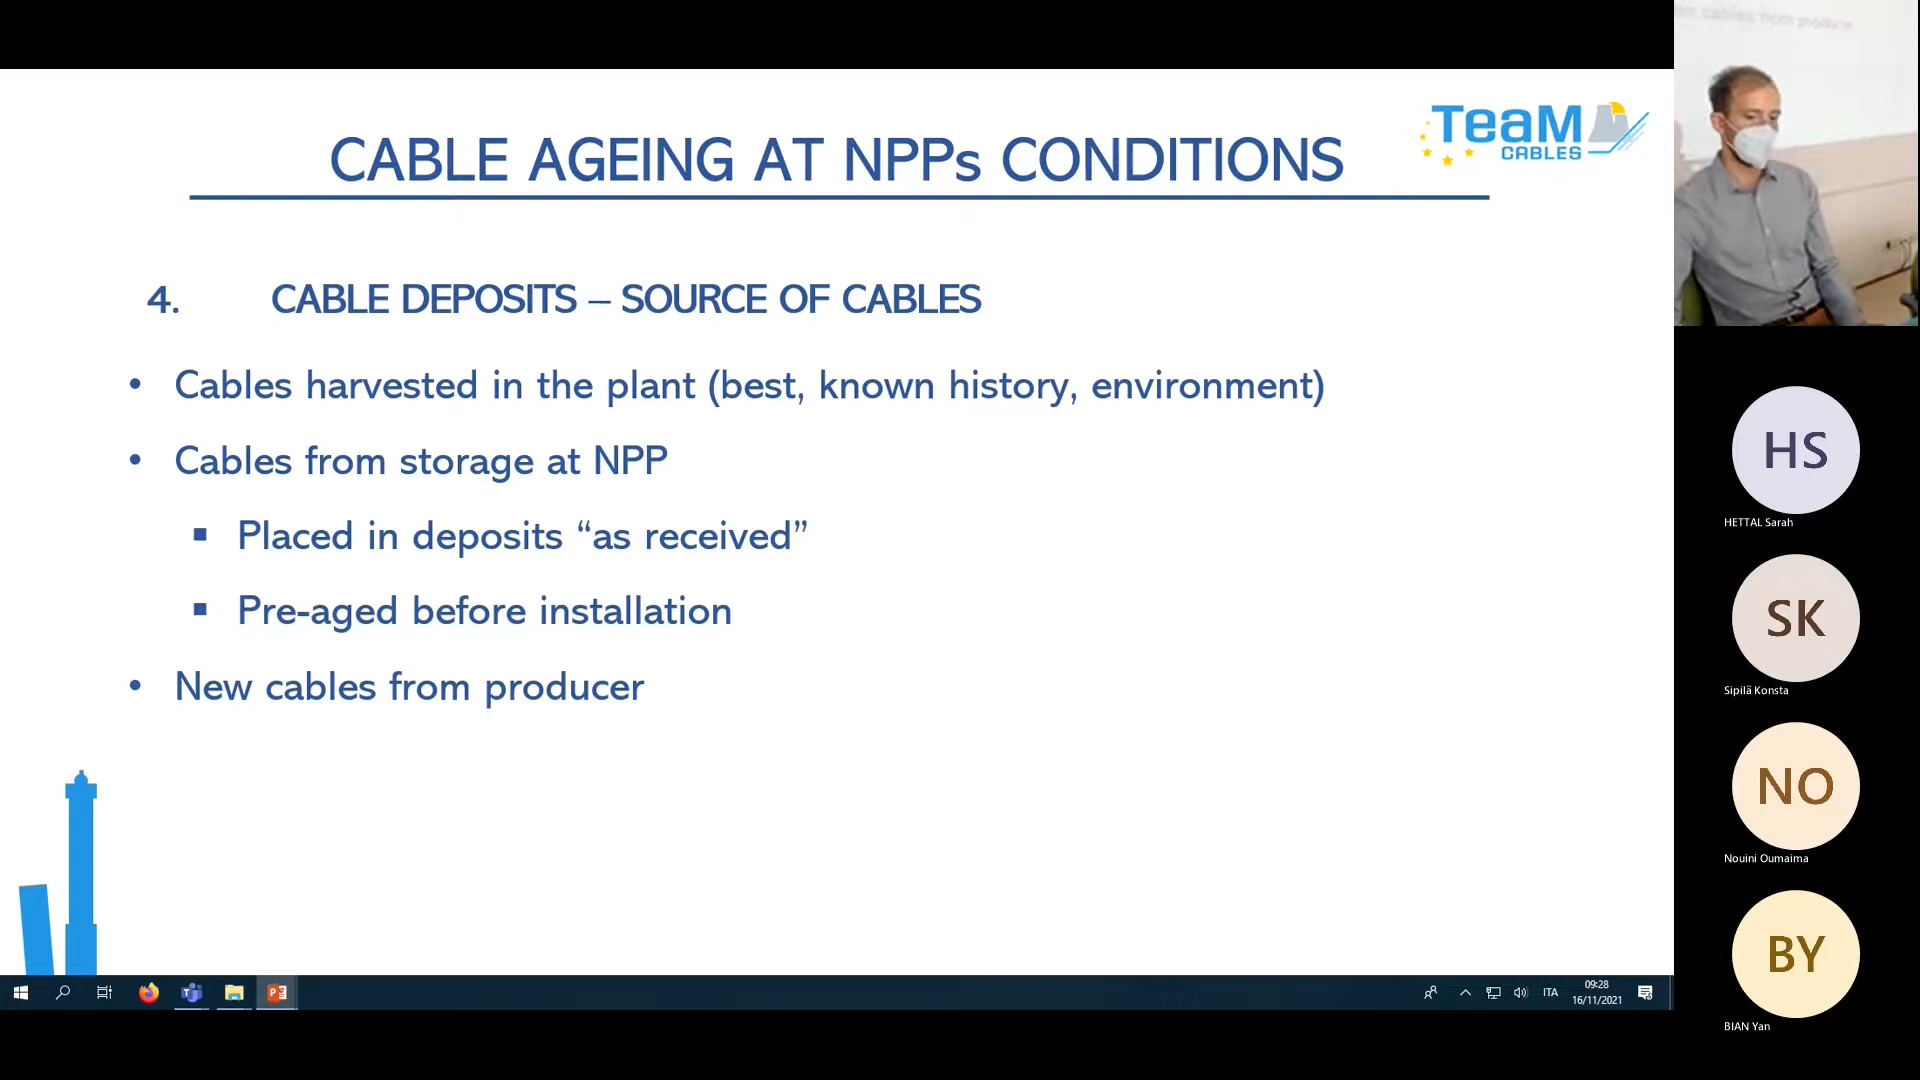 TeaM
CABLES
CABLE AGEING AT NPPs CONDITIONS
4. CABLE DEPOSITS – SOURCE OF CABLES
• Cables harvested in the plant (best, known history, environment)
• Cables from storage at NPP
▪ Placed in deposits “as received”
▪ Pre-aged before installation
• New cables from producer
cables from producer
HS
HETTAL Sarah
SK
Sipilä Konsta
NO
Nouini Oumaima
BY
BIAN Yan
ITA
09:28
16/11/2021